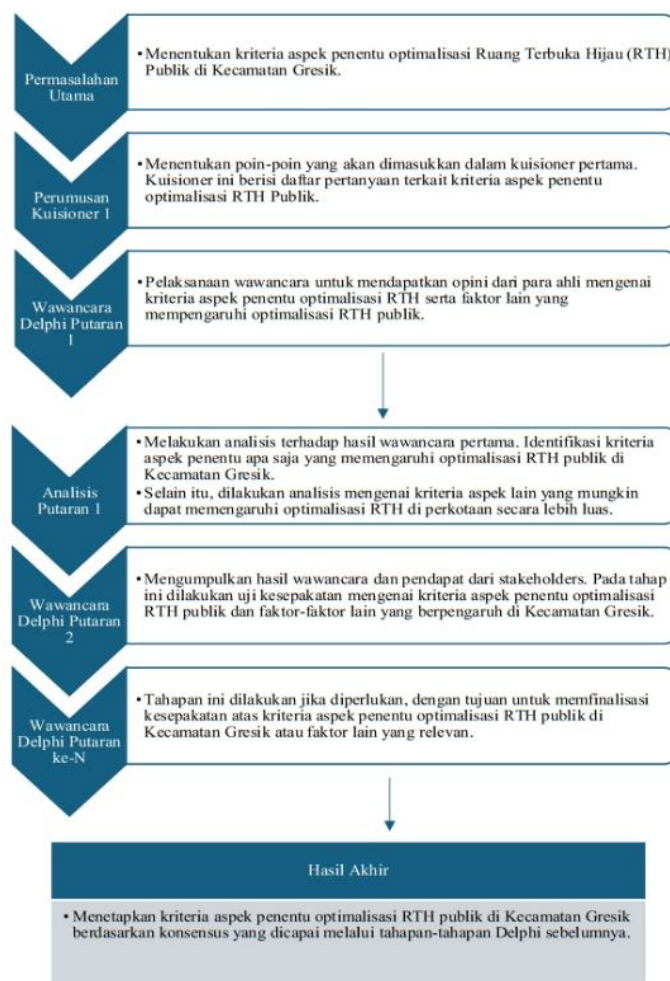 Permasalahan
Utama
• Menentukan kriteria aspek penentu optimalisasi Ruang Terbuka Hijau (RTH)
Publik di Kecamatan Gresik.
Perumusan
Kuisioner 1
• Menentukan poin-poin yang akan dimasukkan dalam kuisioner pertama.
Kuisioner ini berisi daftar pertanyaan terkait kriteria aspek penentu
optimalisasi RTH Publik.
Wawancara
Delphi Putaran
1
• Pelaksanaan wawancara untuk mendapatkan opini dari para ahli mengenai
kriteria aspek penentu optimalisasi RTH serta faktor lain yang
mempengaruhi optimalisasi RTH publik.
Analisis
Putaran 1
• Melakukan analisis terhadap hasil wawancara pertama. Identifikasi kriteria
aspek penentu apa saja yang memengaruhi optimalisasi RTH publik di
Kecamatan Gresik.
• Selain itu, dilakukan analisis mengenai kriteria aspek lain yang mungkin
dapat memengaruhi optimalisasi RTH di perkotaan secara lebih luas.
Wawancara
Delphi Putaran
2
• Mengumpulkan hasil wawancara dan pendapat dari stakeholders. Pada tahap
ini dilakukan uji kesepakatan mengenai kriteria aspek penentu optimalisasi
RTH publik dan faktor-faktor lain yang berpengaruh di Kecamatan Gresik.
Wawancara
Delphi Putaran
ke-N
• Tahapan ini dilakukan jika diperlukan, dengan tujuan untuk memfinalisasi
kesepakatan atas kriteria aspek penentu optimalisasi RTH publik di
Kecamatan Gresik atau faktor lain yang relevan.
Hasil Akhir
• Menetapkan kriteria aspek penentu optimalisasi RTH publik di Kecamatan Gresik
berdasarkan konsensus yang dicapai melalui tahapan-tahapan Delphi sebelumnya.